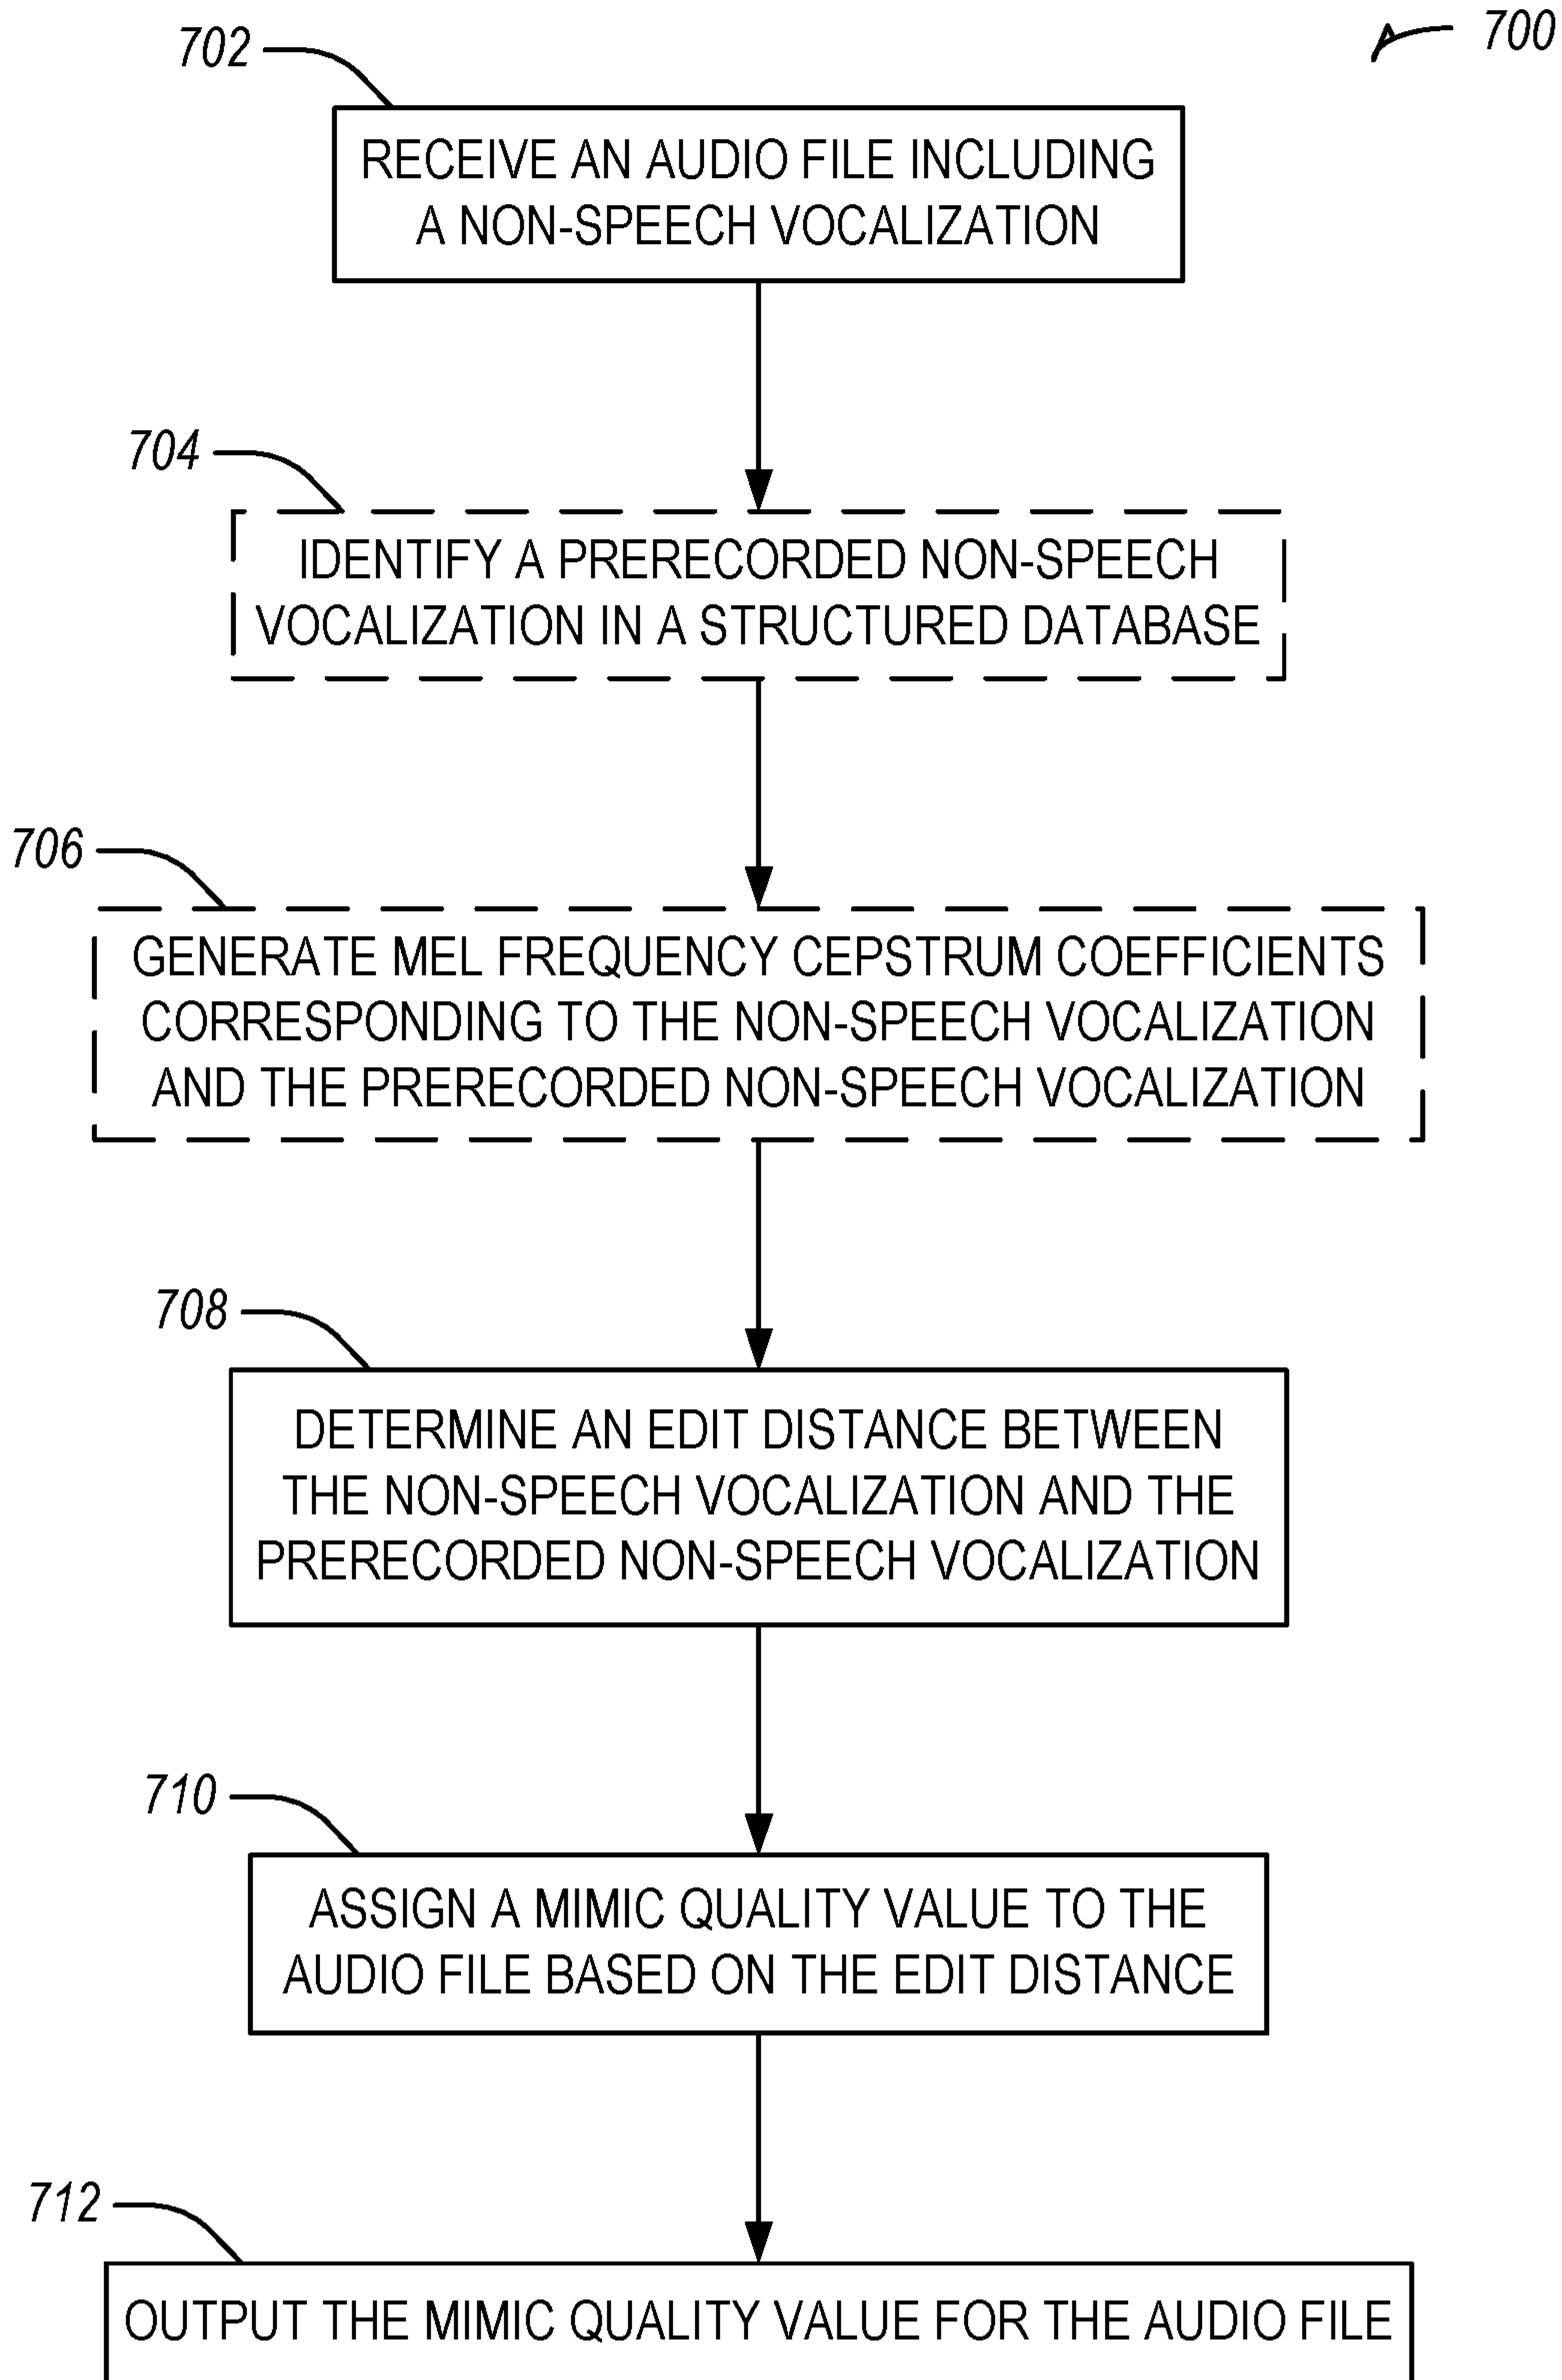 700
702
RECEIVE AN AUDIO FILE INCLUDING
A NON-SPEECH VOCALIZATION
704
IDENTIFY A PRERECORDED NON-SPEECH
VOCALIZATION IN A STRUCTURED DATABASE
706
GENERATE MEL FREQUENCY CEPSTRUM COEFFICIENTS
CORRESPONDING TO THE NON-SPEECH VOCALIZATION
AND THE PRERECORDED NON-SPEECH VOCALIZATION
708
DETERMINE AN EDIT DISTANCE BETWEEN
THE NON-SPEECH VOCALIZATION AND THE
PRERECORDED NON-SPEECH VOCALIZATION
710
ASSIGN A MIMIC QUALITY VALUE TO THE
AUDIO FILE BASED ON THE EDIT DISTANCE
712
OUTPUT THE MIMIC QUALITY VALUE FOR THE AUDIO FILE